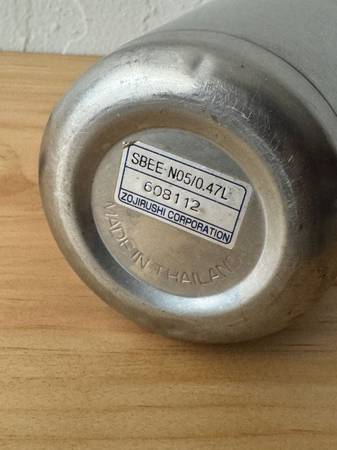 SBEE-N05/0.47L
608112
ZOJIRUSHI CORPORATION
MADE IN THAILAND